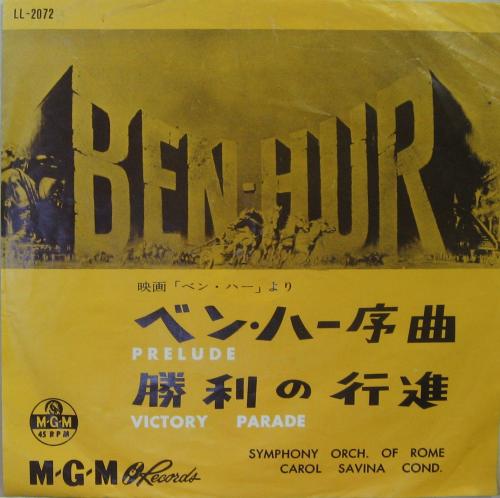 LL-2072
BEN-HUR
映画「ベン・ハー」より
ベン・ハー序曲
PRELUDE
勝利の行進
VICTORY PARADE
SYMPHONY ORCH. OF ROME
CAROL SAVINA COND.
M-G-M
45 RPM
M-G-M Records